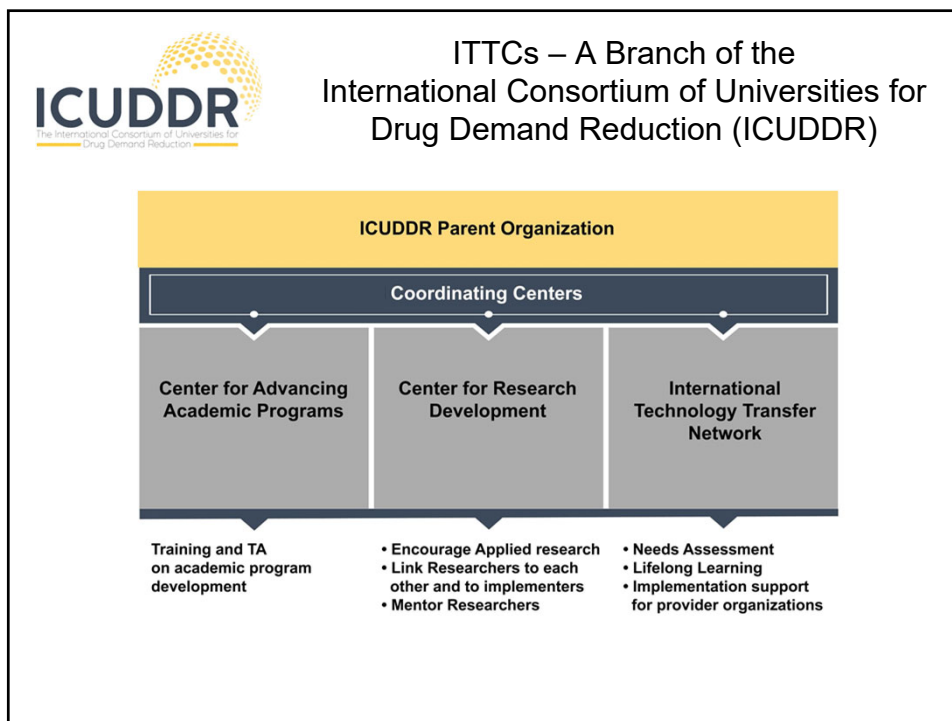 ICUDDR
The International Consortium of Universities for
Drug Demand Reduction
ITTCs – A Branch of the
International Consortium of Universities for
Drug Demand Reduction (ICUDDR)
ICUDDR Parent Organization
Coordinating Centers
Center for Advancing
Academic Programs
Center for Research
Development
International
Technology Transfer
Network
Training and TA
on academic program
development
• Encourage Applied research
• Link Researchers to each
other and to implementers
• Mentor Researchers
• Needs Assessment
• Lifelong Learning
• Implementation support
for provider organizations